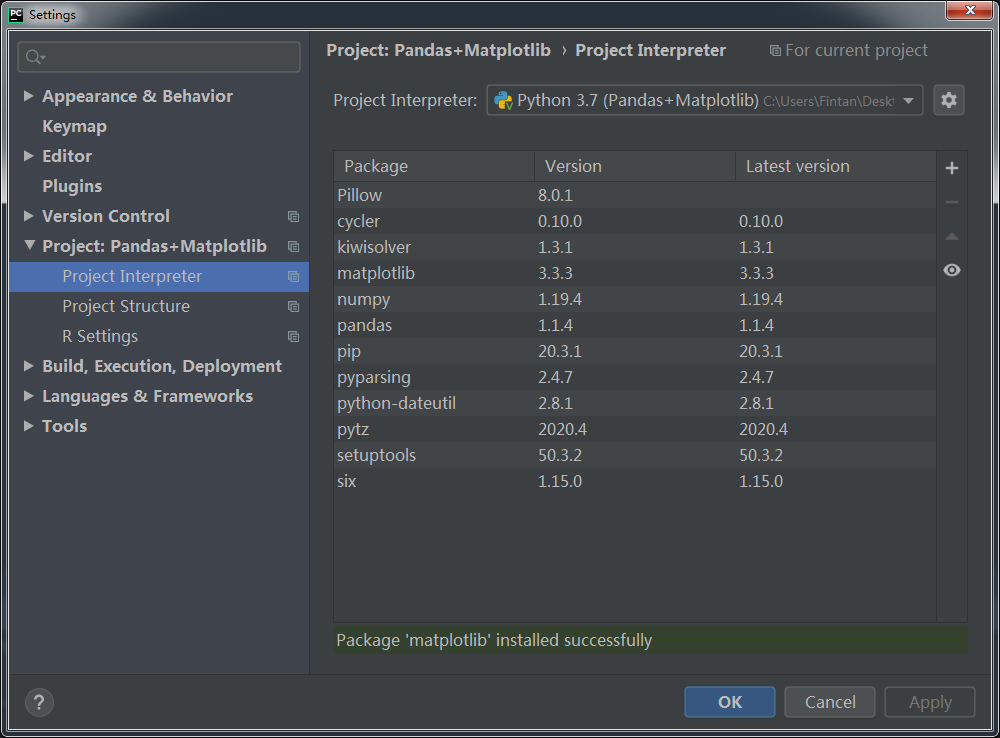 PC Settings
Project: Pandas+Matplotlib › Project Interpreter For current project
Appearance & Behavior
Keymap
Editor
Plugins
Version Control
Project: Pandas+Matplotlib
Project Interpreter
Project Structure
R Settings
Build, Execution, Deployment
Languages & Frameworks
Tools
Project Interpreter: Python 3.7 (Pandas+Matplotlib) C:\Users\Fintan\Desk
Package Version Latest version
Pillow 8.0.1
cycler 0.10.0 0.10.0
kiwisolver 1.3.1 1.3.1
matplotlib 3.3.3 3.3.3
numpy 1.19.4 1.19.4
pandas 1.1.4 1.1.4
pip 20.3.1 20.3.1
pyparsing 2.4.7 2.4.7
python-dateutil 2.8.1 2.8.1
pytz 2020.4 2020.4
setuptools 50.3.2 50.3.2
six 1.15.0 1.15.0
Package 'matplotlib' installed successfully
? OK Cancel Apply